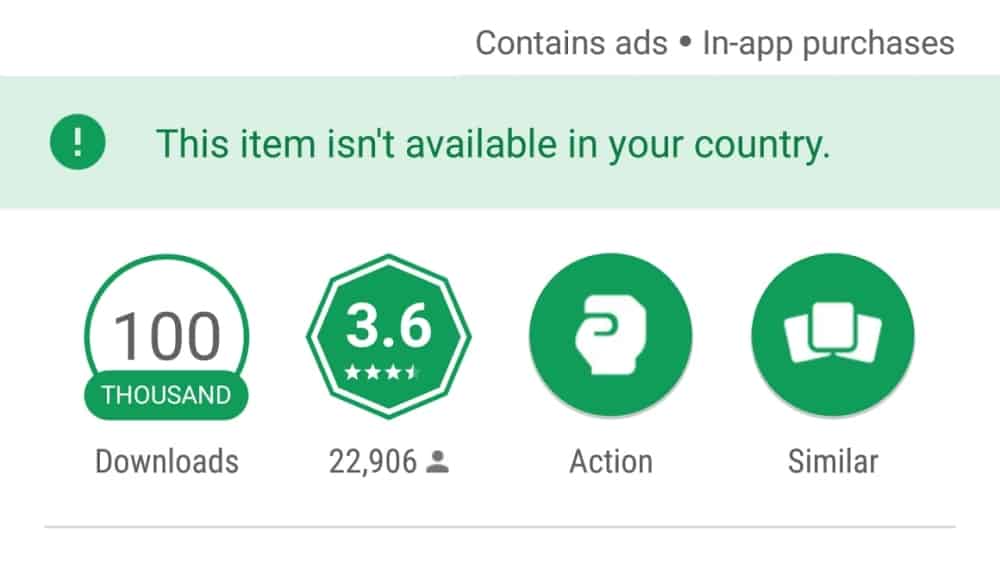 Contains ads • In-app purchases
! This item isn't available in your country.
100
THOUSAND
Downloads
3.6
22,906
Action
Similar